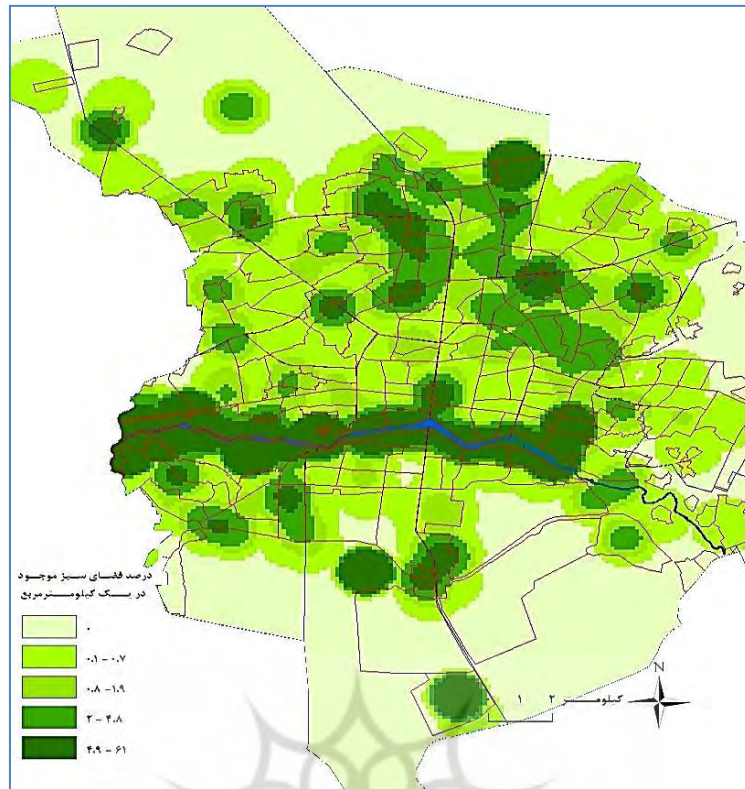 درصد فضای سبز موجود
در یک کیلومترمربع
۰
۰.۱ - ۰.۷
۰.۸ - ۱.۹
۲ - ۴.۸
۴.۹ - ۶۱
N
کیلومتر ۲ ۱